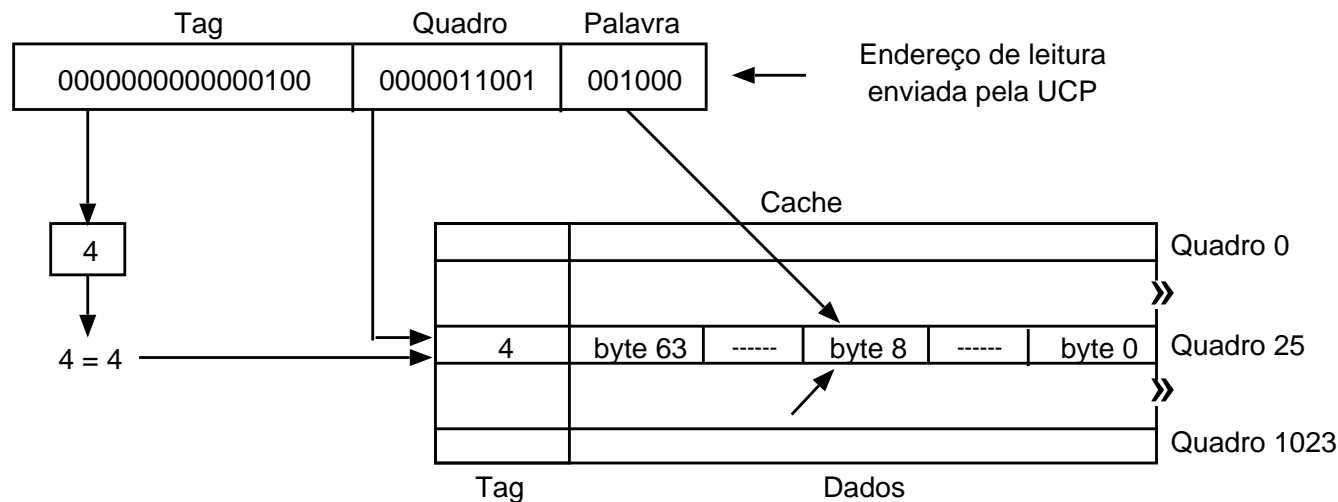 Tag Quadro Palavra
0000000000000100 0000011001 001000
Endereço de leitura
enviada pela UCP
Cache
4
Quadro 0
4 = 4
4 byte 63 ------ byte 8 ------ byte 0 Quadro 25
Quadro 1023
Tag Dados